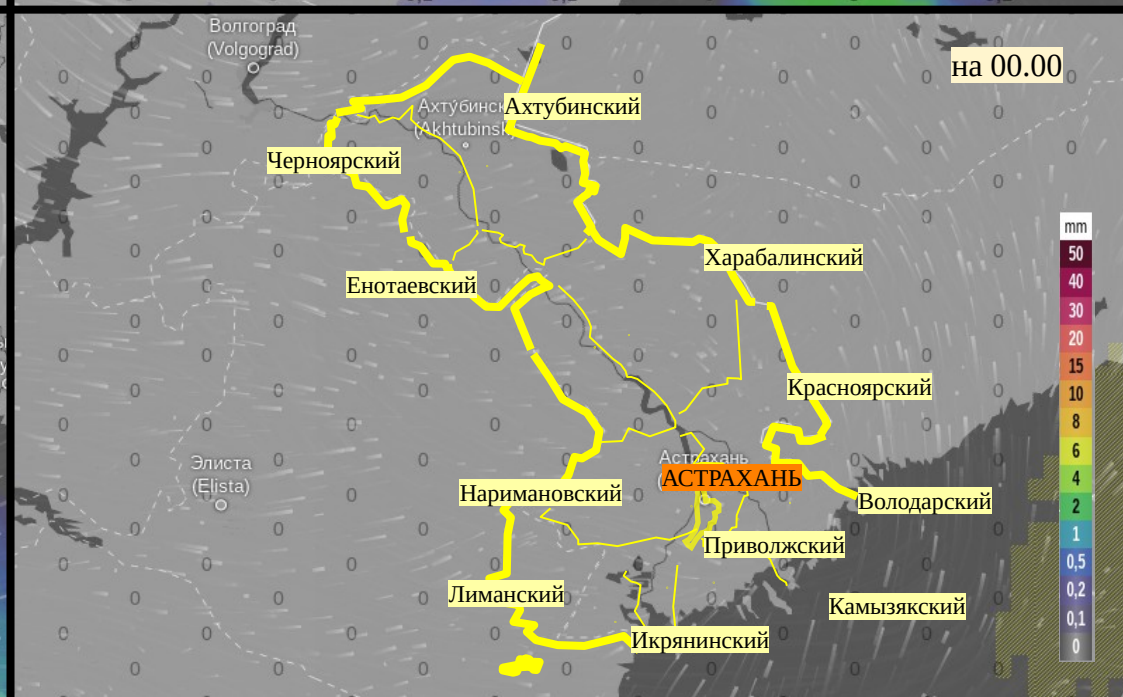 Волгоград
(Volgograd)
на 00.00
Ахтубинский
(Akhtubinsk
Черноярский
Харабалинский
Енотаевский
Красноярский
Элиста
(Elista)
Астрахань
АСТРАХАНЬ
Наримановский
Володарский
Приволжский
Лиманский
Камызякский
Икрянинский
mm
50
40
30
20
15
10
8
6
4
2
1
0,5
0,2
0,1
0